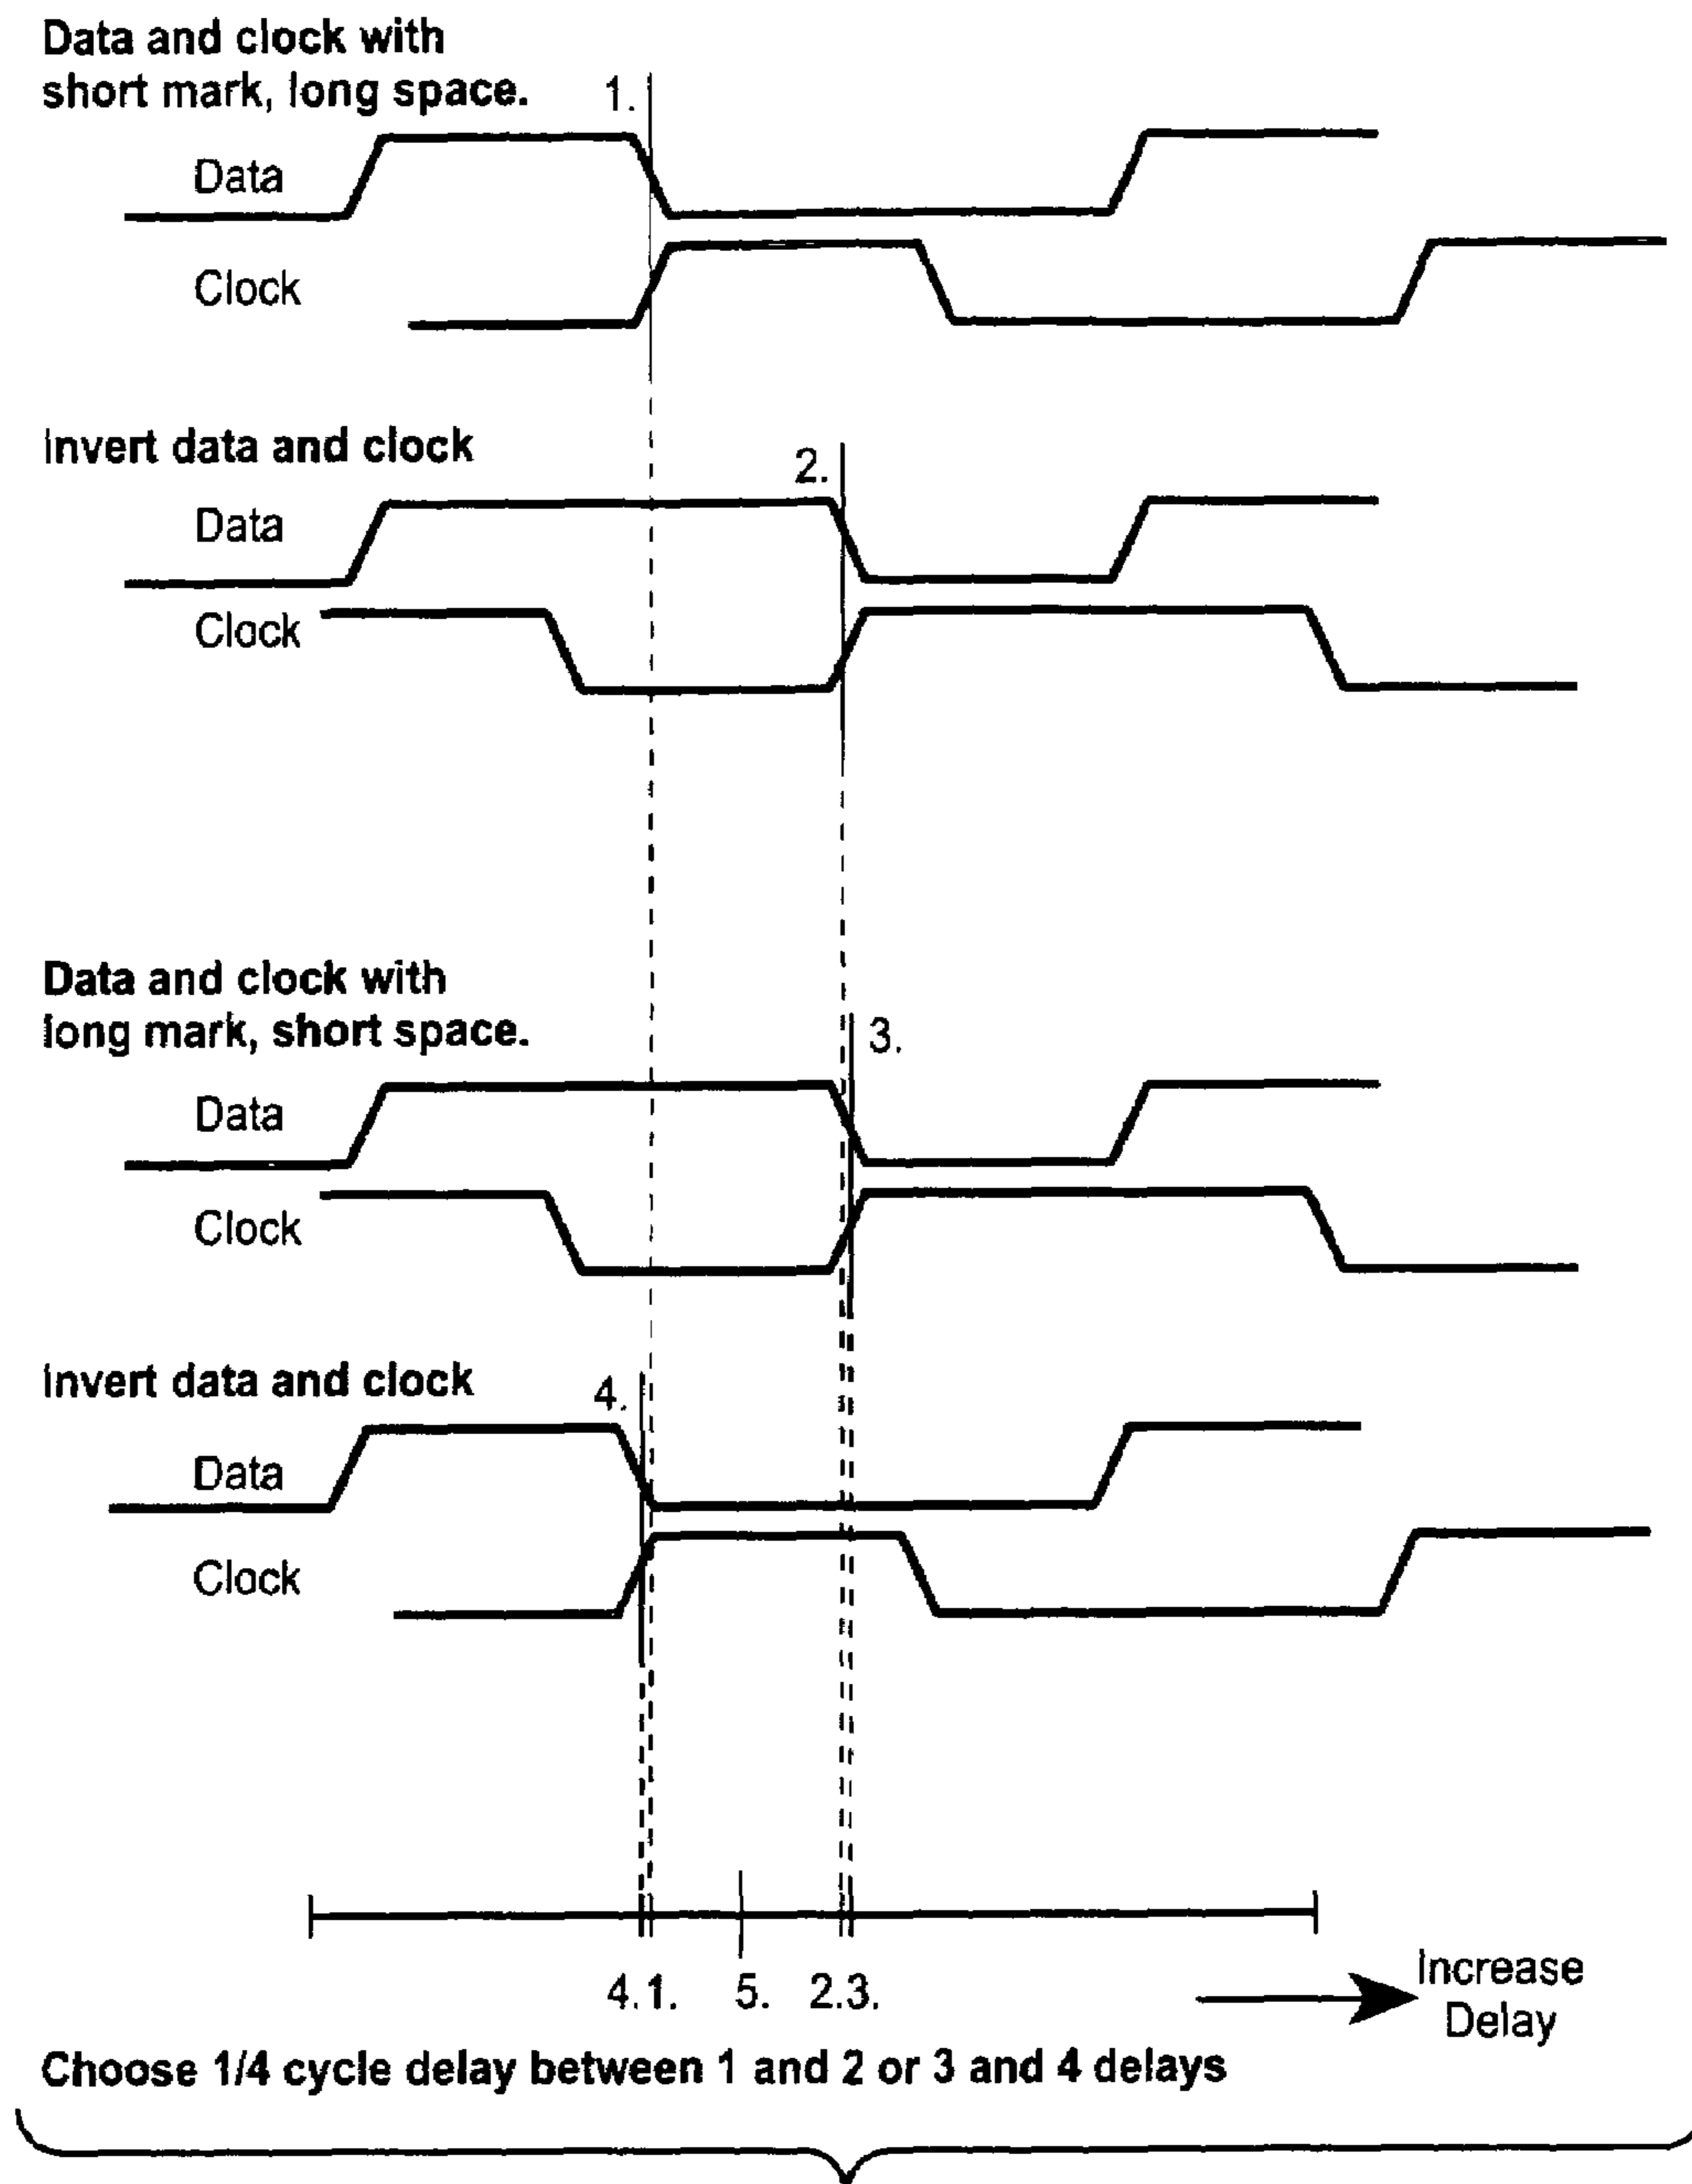 Data and clock with
short mark, long space.
1.
Data
Clock
Invert data and clock
2.
Data
Clock
Data and clock with
long mark, short space.
3.
Data
Clock
Invert data and clock
4.
Data
Clock
4. 1. 5. 2. 3.
Increase
Delay
Choose 1/4 cycle delay between 1 and 2 or 3 and 4 delays